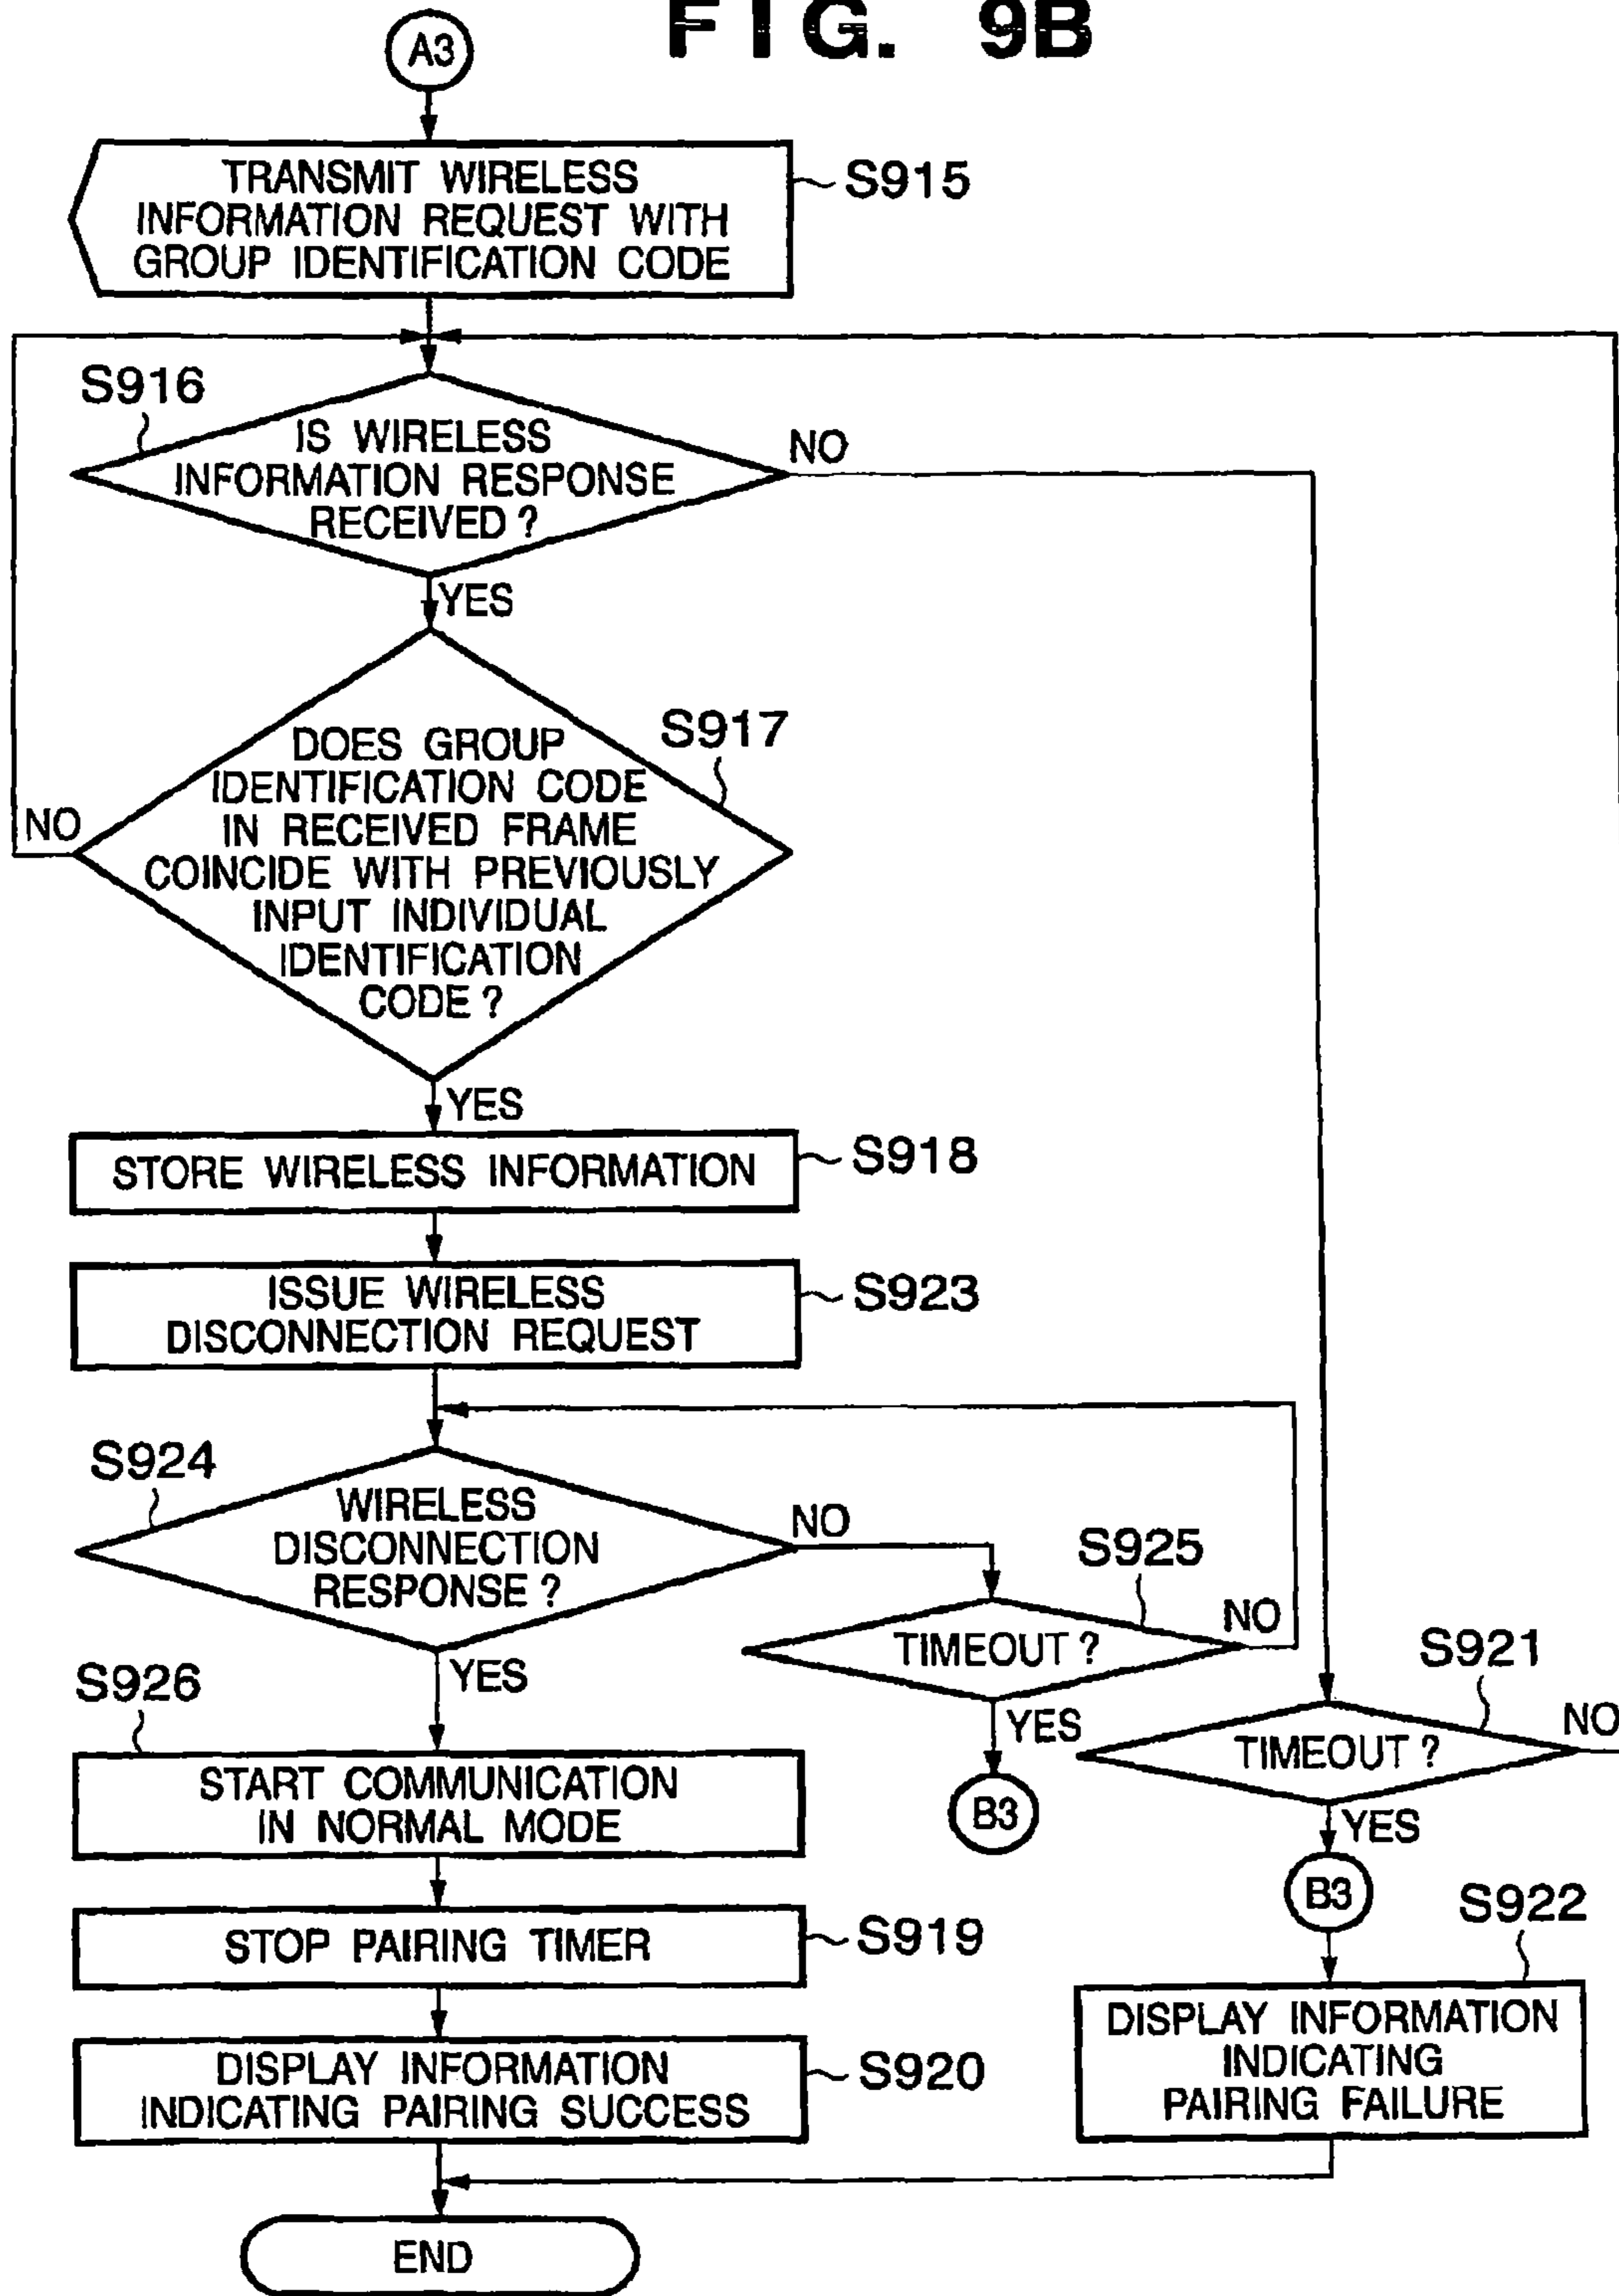 FIG. 9B
A3
TRANSMIT WIRELESS
INFORMATION REQUEST WITH
GROUP IDENTIFICATION CODE
S915
S916
IS WIRELESS
INFORMATION RESPONSE
RECEIVED ?
NO
YES
S917
DOES GROUP
IDENTIFICATION CODE
IN RECEIVED FRAME
COINCIDE WITH PREVIOUSLY
INPUT INDIVIDUAL
IDENTIFICATION
CODE ?
NO
YES
STORE WIRELESS INFORMATION
S918
ISSUE WIRELESS
DISCONNECTION REQUEST
S923
S924
WIRELESS
DISCONNECTION
RESPONSE ?
NO
YES
S925
TIMEOUT ?
NO
YES
B3
S921
TIMEOUT ?
NO
YES
B3
S926
START COMMUNICATION
IN NORMAL MODE
STOP PAIRING TIMER
S919
S922
DISPLAY INFORMATION
INDICATING
PAIRING FAILURE
DISPLAY INFORMATION
INDICATING PAIRING SUCCESS
S920
END